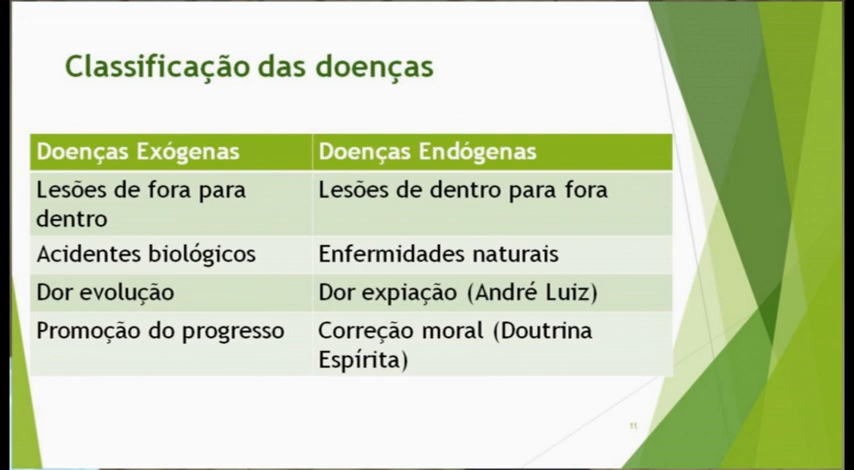 Classificação das doenças
Doenças Exógenas
Doenças Endógenas
Lesões de fora para
dentro
Lesões de dentro para fora
Acidentes biológicos
Enfermidades naturais
Dor evolução
Dor expiação (André Luiz)
Promoção do progresso
Correção moral (Doutrina
Espírita)
11